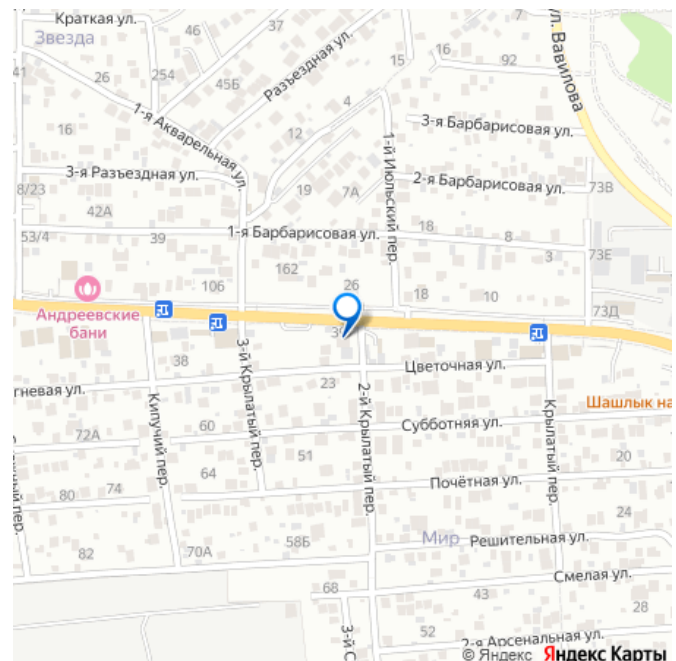 Краткая ул.
46
37
Звезда
ул. Вавилова
15
16
92
41
26
254
45Б
Разъездная ул.
4
16
1-я Акварельная ул.
12
3-я Барбарисовая ул.
1-й Июльский пер.
3-я Разъездная ул.
19
7А
2-я Барбарисовая ул.
73В
8/23
42А
53/4
39
1-я Барбарисовая ул.
18
8
3
73Е
106
162
26
18
10
73Д
Андреевские
бани
38
3-й Крылатый пер.
23
Цветочная ул.
гневая ул.
Кипучий пер.
2-й Крылатый пер.
Крылатый пер.
Шашлык на
72А
60
Субботняя ул.
51
20
64
80
74
Почётная ул.
24
82
70А
58Б
Мир
Решительная ул.
68
43
Смелая ул.
28
3-й С
52
2-я Арсенальная ул.
© Яндекс Яндекс Карты